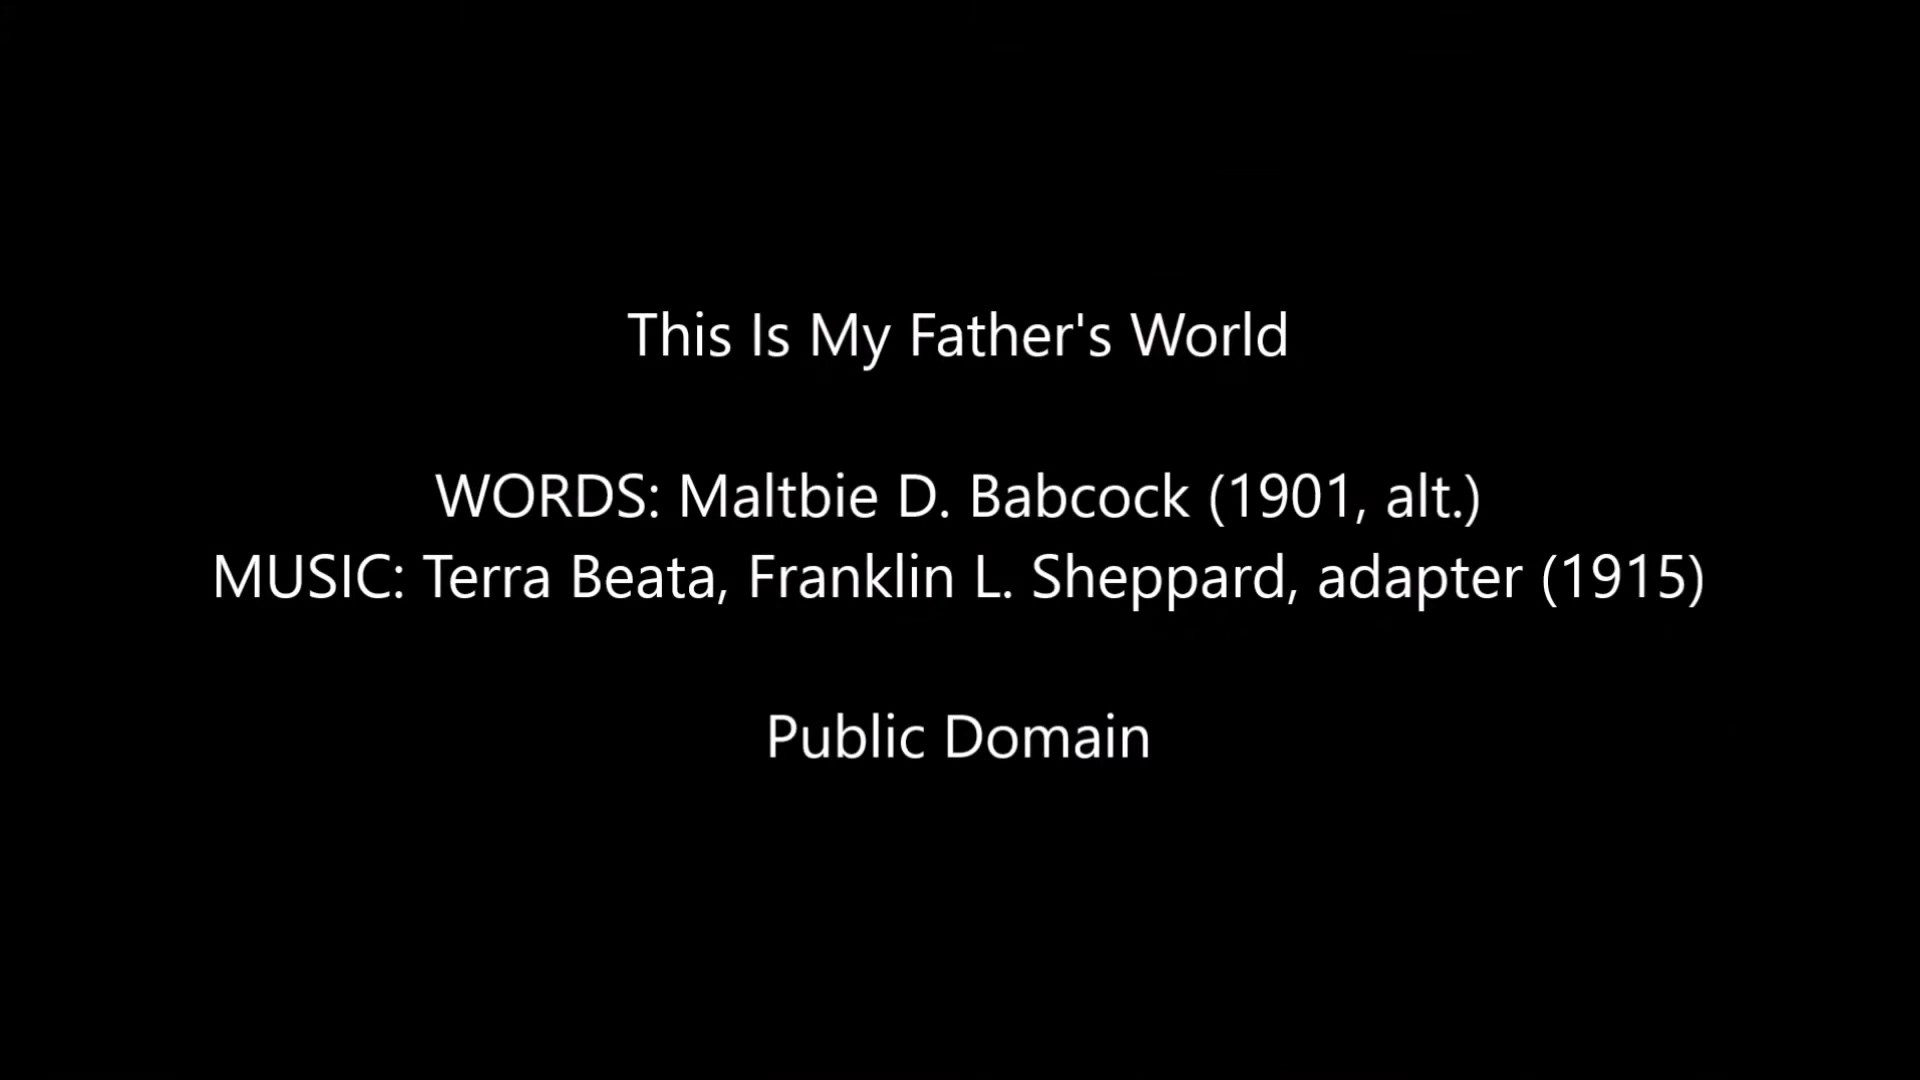 This Is My Father's World
WORDS: Maltbie D. Babcock (1901, alt.)
MUSIC: Terra Beata, Franklin L. Sheppard, adapter (1915)
Public Domain